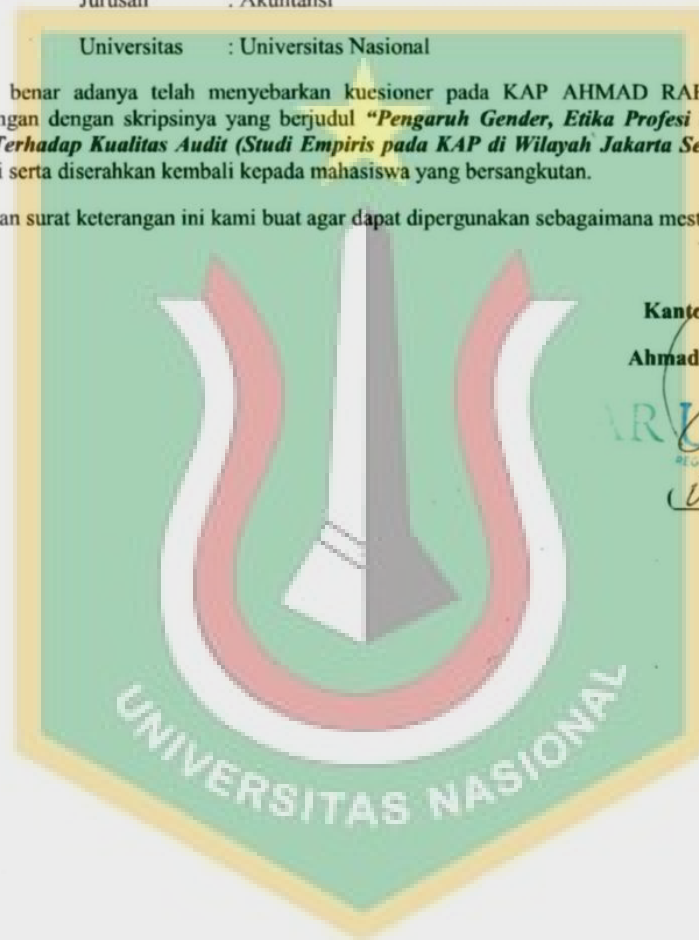 Jurusan : Akuntansi
Universitas : Universitas Nasional
benar adanya telah menyebarkan kuesioner pada KAP AHMAD
ngan dengan skripsinya yang berjudul “Pengaruh Gender, Etika Profesi
Terhadap Kualitas Audit (Studi Empiris pada KAP di Wilayah Jakarta Se
i serta diserahkan kembali kepada mahasiswa yang bersangkutan.
an surat keterangan ini kami buat agar dapat dipergunakan sebagaimana mest
Kanto
Ahmad
UNIVERSITAS NASIONAL